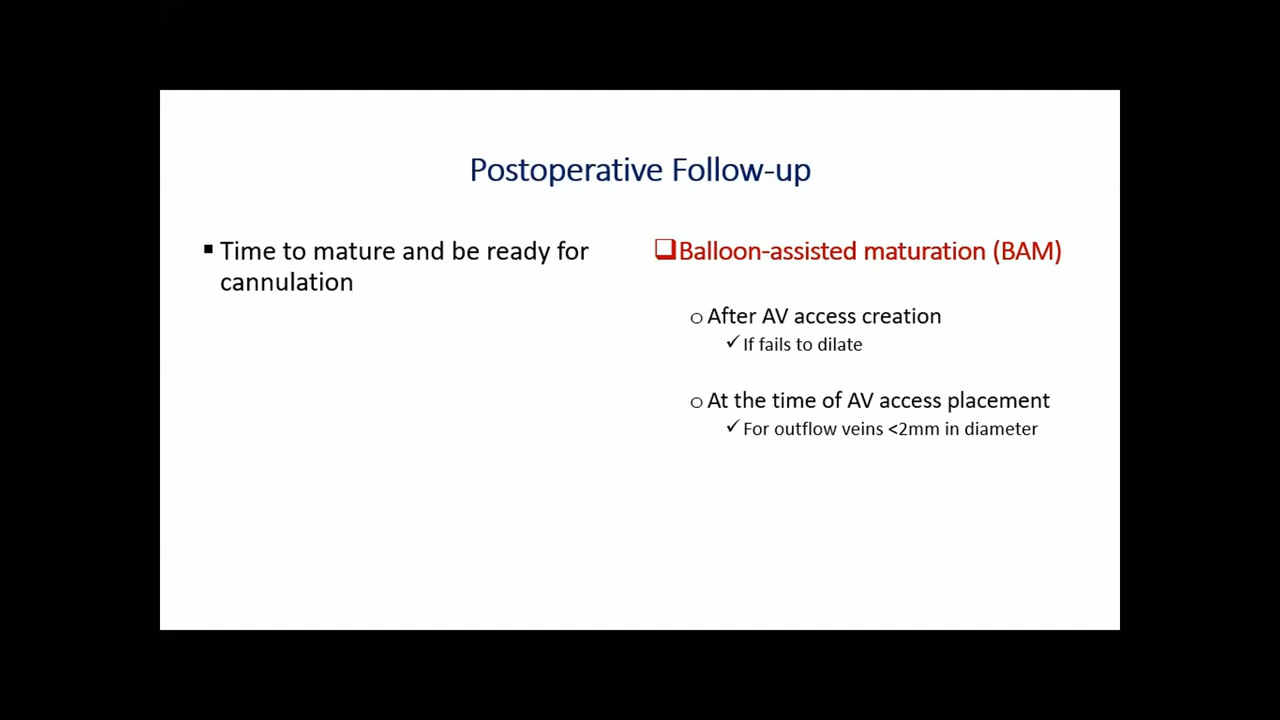 Postoperative Follow-up
▪ Time to mature and be ready for
cannulation
❑Balloon-assisted maturation (BAM)
o After AV access creation
✓ If fails to dilate
o At the time of AV access placement
✓ For outflow veins <2mm in diameter